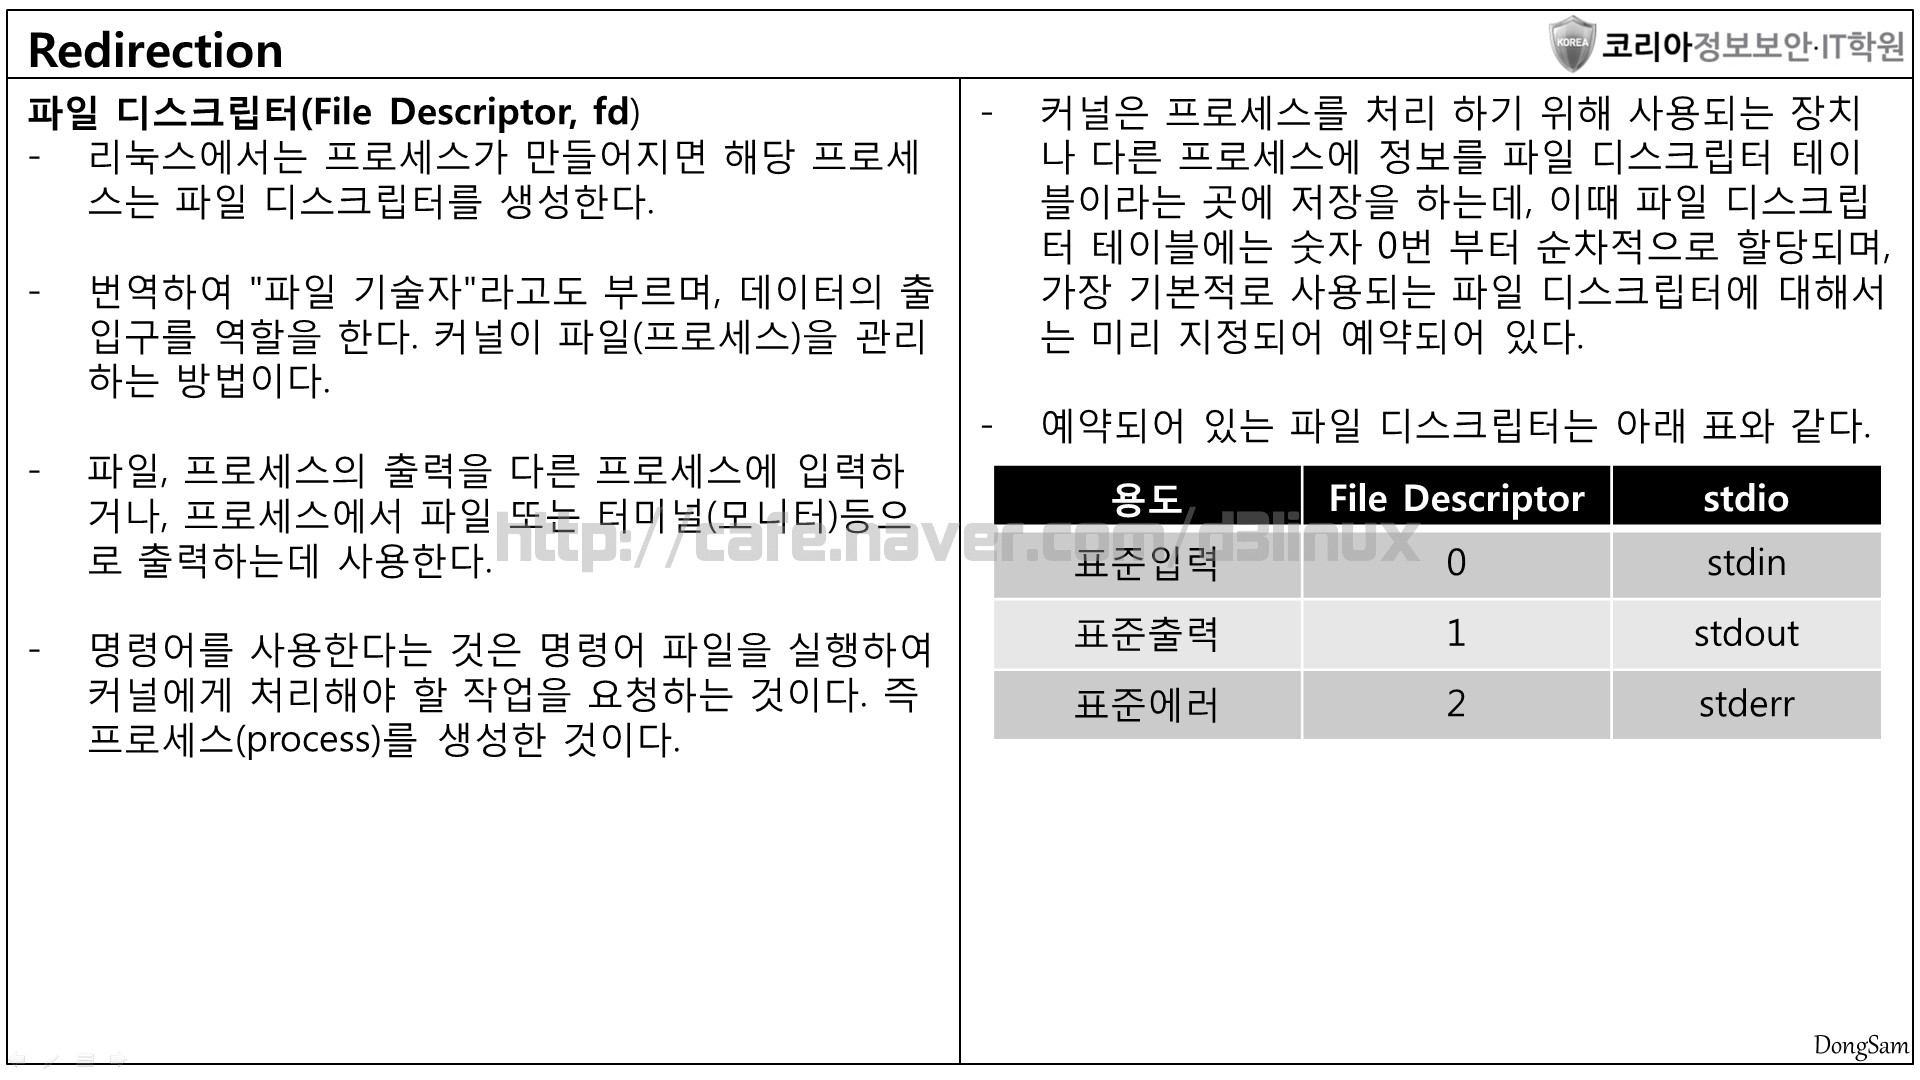 Redirection
KOREA
코리아정보보안·IT학원
파일 디스크립터(File Descriptor, fd)
- 리눅스에서는 프로세스가 만들어지면 해당 프로세
스는 파일 디스크립터를 생성한다.
- 번역하여 "파일 기술자"라고도 부르며, 데이터의 출
입구를 역할을 한다. 커널이 파일(프로세스)을 관리
하는 방법이다.
- 파일, 프로세스의 출력을 다른 프로세스에 입력하
거나, 프로세스에서 파일 또는 터미널(모니터)등으
로 출력하는데 사용한다.
- 명령어를 사용한다는 것은 명령어 파일을 실행하여
커널에게 처리해야 할 작업을 요청하는 것이다. 즉
프로세스(process)를 생성한 것이다.
- 커널은 프로세스를 처리 하기 위해 사용되는 장치
나 다른 프로세스에 정보를 파일 디스크립터 테이
블이라는 곳에 저장을 하는데, 이때 파일 디스크립
터 테이블에는 숫자 0번 부터 순차적으로 할당되며,
가장 기본적로 사용되는 파일 디스크립터에 대해서
는 미리 지정되어 예약되어 있다.
- 예약되어 있는 파일 디스크립터는 아래 표와 같다.
용도 File Descriptor stdio
표준입력 0 stdin
표준출력 1 stdout
표준에러 2 stderr
http://cafe.naver.com/d3linux
DongSam